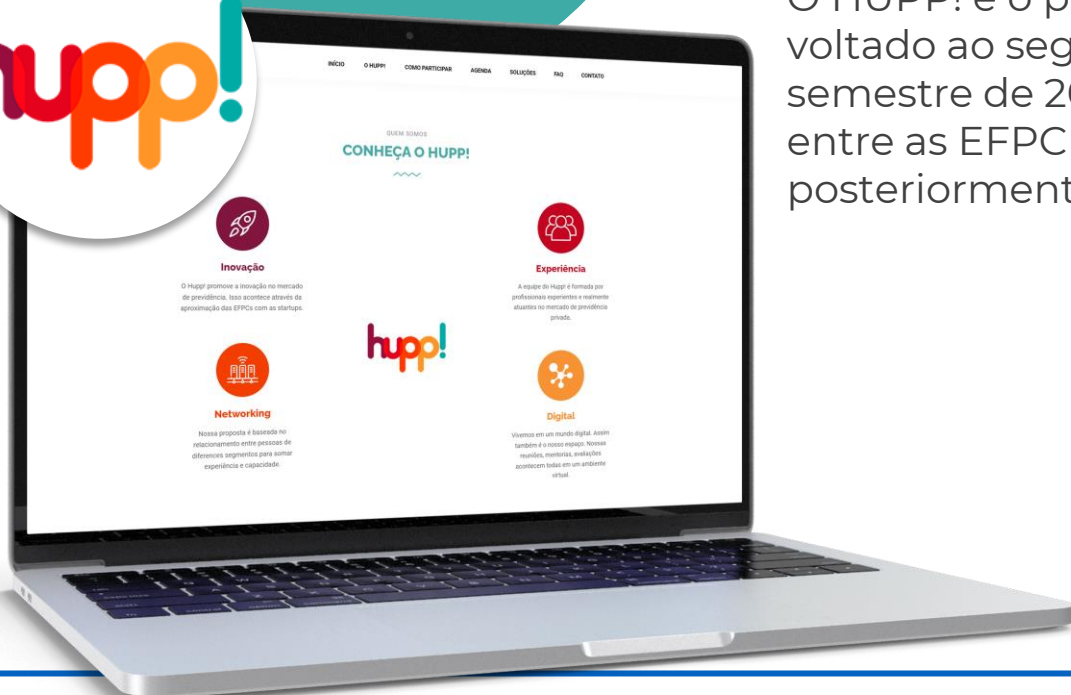 hupp!
INÍCIO O HUPP! COMO PARTICIPAR AGENDA SOLUÇÕES FAQ CONTATO
QUEM SOMOS
CONHEÇA O HUPP!
Inovação
O Hupp! promove a inovação no mercado
de previdência. Isso acontece através da
aproximação das EFPCs com as startups.
Experiência
A equipe do Hupp! é formada por
profissionais experientes e realmente
atuantes no mercado de previdência
privada.
hupp!
Networking
Nossa proposta é baseada no
relacionamento entre pessoas de
diferences segmentos para somar
experiência e capacidade.
Digital
Vivemos em um mundo digital. Assim
também é o nosso espaço. Nossas
reuniões, mentorias, avaliações
acontecem todas em um ambiente
virtual.
O HUPP! é o p
voltado ao seg
semestre de 20
entre as EFPC
posteriorment